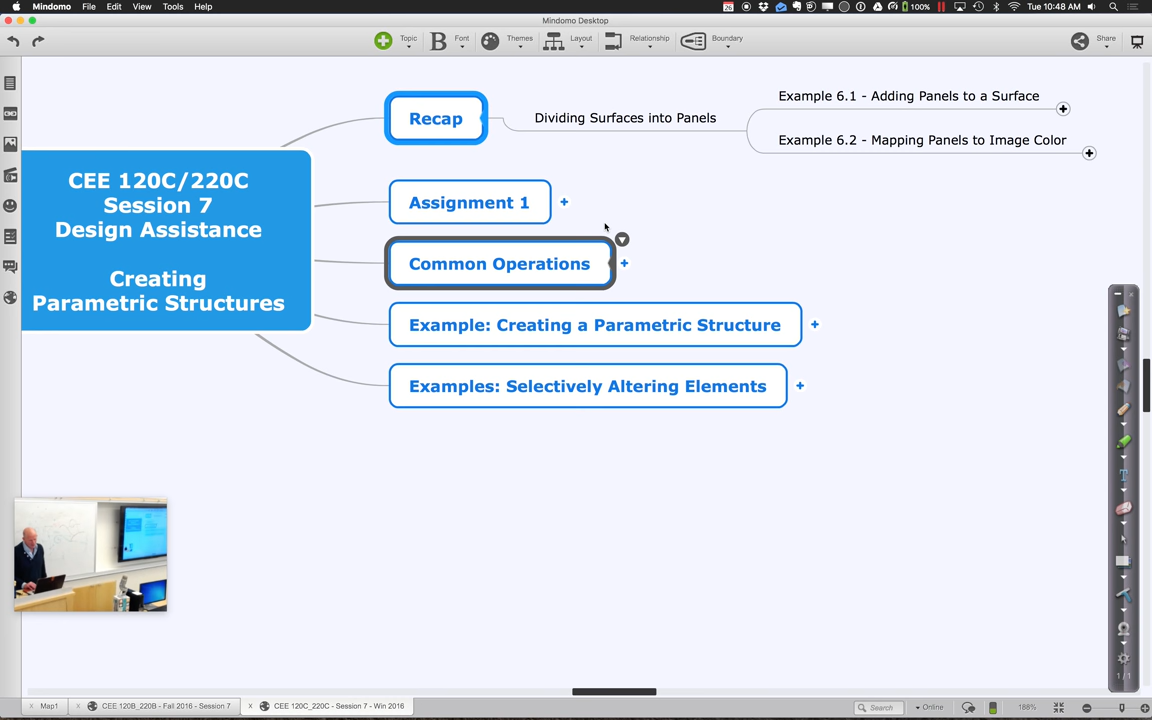 Mindomo File Edit View Tools Help
100% Tue 10:48 AM
Mindomo Desktop
Topic Font Themes Layout Relationship Boundary Share
Recap
Dividing Surfaces into Panels
Example 6.1 - Adding Panels to a Surface
Example 6.2 - Mapping Panels to Image Color
CEE 120C/220C
Session 7
Design Assistance
Creating
Parametric Structures
Assignment 1
Common Operations
Example: Creating a Parametric Structure
Examples: Selectively Altering Elements
1 / 1
Map1
CEE 120B_220B - Fall 2016 - Session 7
CEE 120C_220C - Session 7 - Win 2016
Search
Online
188%